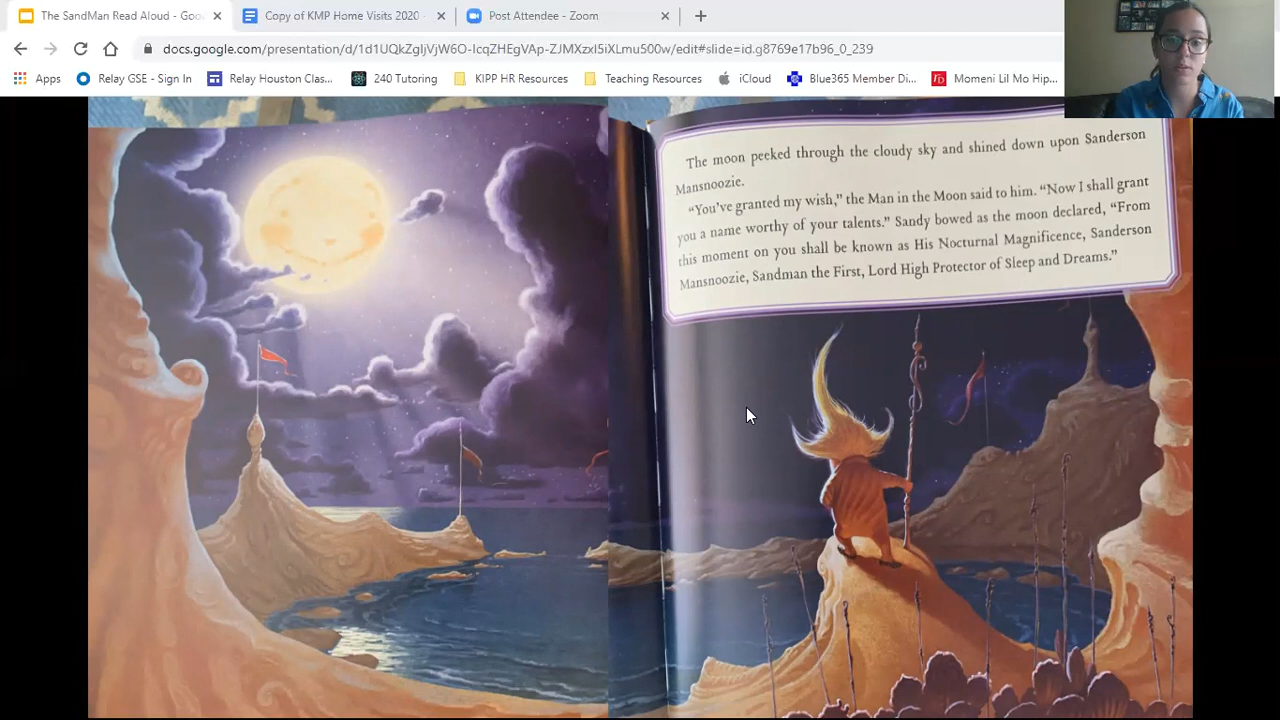 The SandMan Read Aloud - Goo
Copy of KMP Home Visits 2020 -
Post Attendee - Zoom
docs.google.com/presentation/d/1d1UQkZgljVjW6O-IcqZHEgVAp-ZJMXzxI5iXLmu500w/edit#slide=id.g8769e17b96_0_239
Apps
Relay GSE - Sign In
Relay Houston Clas...
240 Tutoring
KIPP HR Resources
Teaching Resources
iCloud
Blue365 Member Di...
Momeni Lil Mo Hip...
The moon peeked through the cloudy sky and shined down upon Sanderson
Mansnoozie.
“You’ve granted my wish,” the Man in the Moon said to him. “Now I shall grant
you a name worthy of your talents.” Sandy bowed as the moon declared, “From
this moment on you shall be known as His Nocturnal Magnificence, Sanderson
Mansnoozie, Sandman the First, Lord High Protector of Sleep and Dreams.”